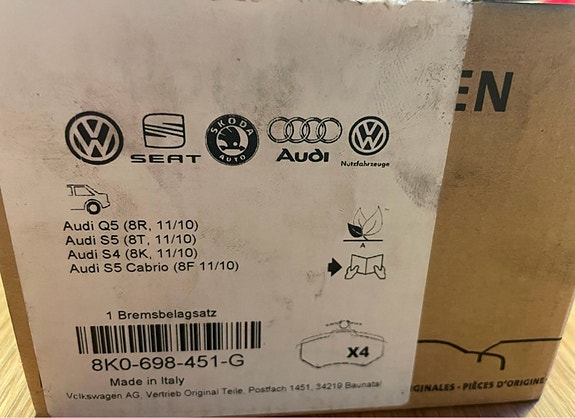 EN
SEAT
SKODA
AUTO
Audi
Nutzfahrzeuge
Audi Q5 (8R, 11/10)
Audi S5 (8T, 11/10)
Audi S4 (8K, 11/10)
Audi S5 Cabrio (8F 11/10)
A
1 Bremsbelagsatz
8K0-698-451-G
X4
Made in Italy
Volkswagen AG, Vertrieb Original Teile, Postfach 1451, 34219 Baunatal
GINALES - PIÈCES D'ORIGINE